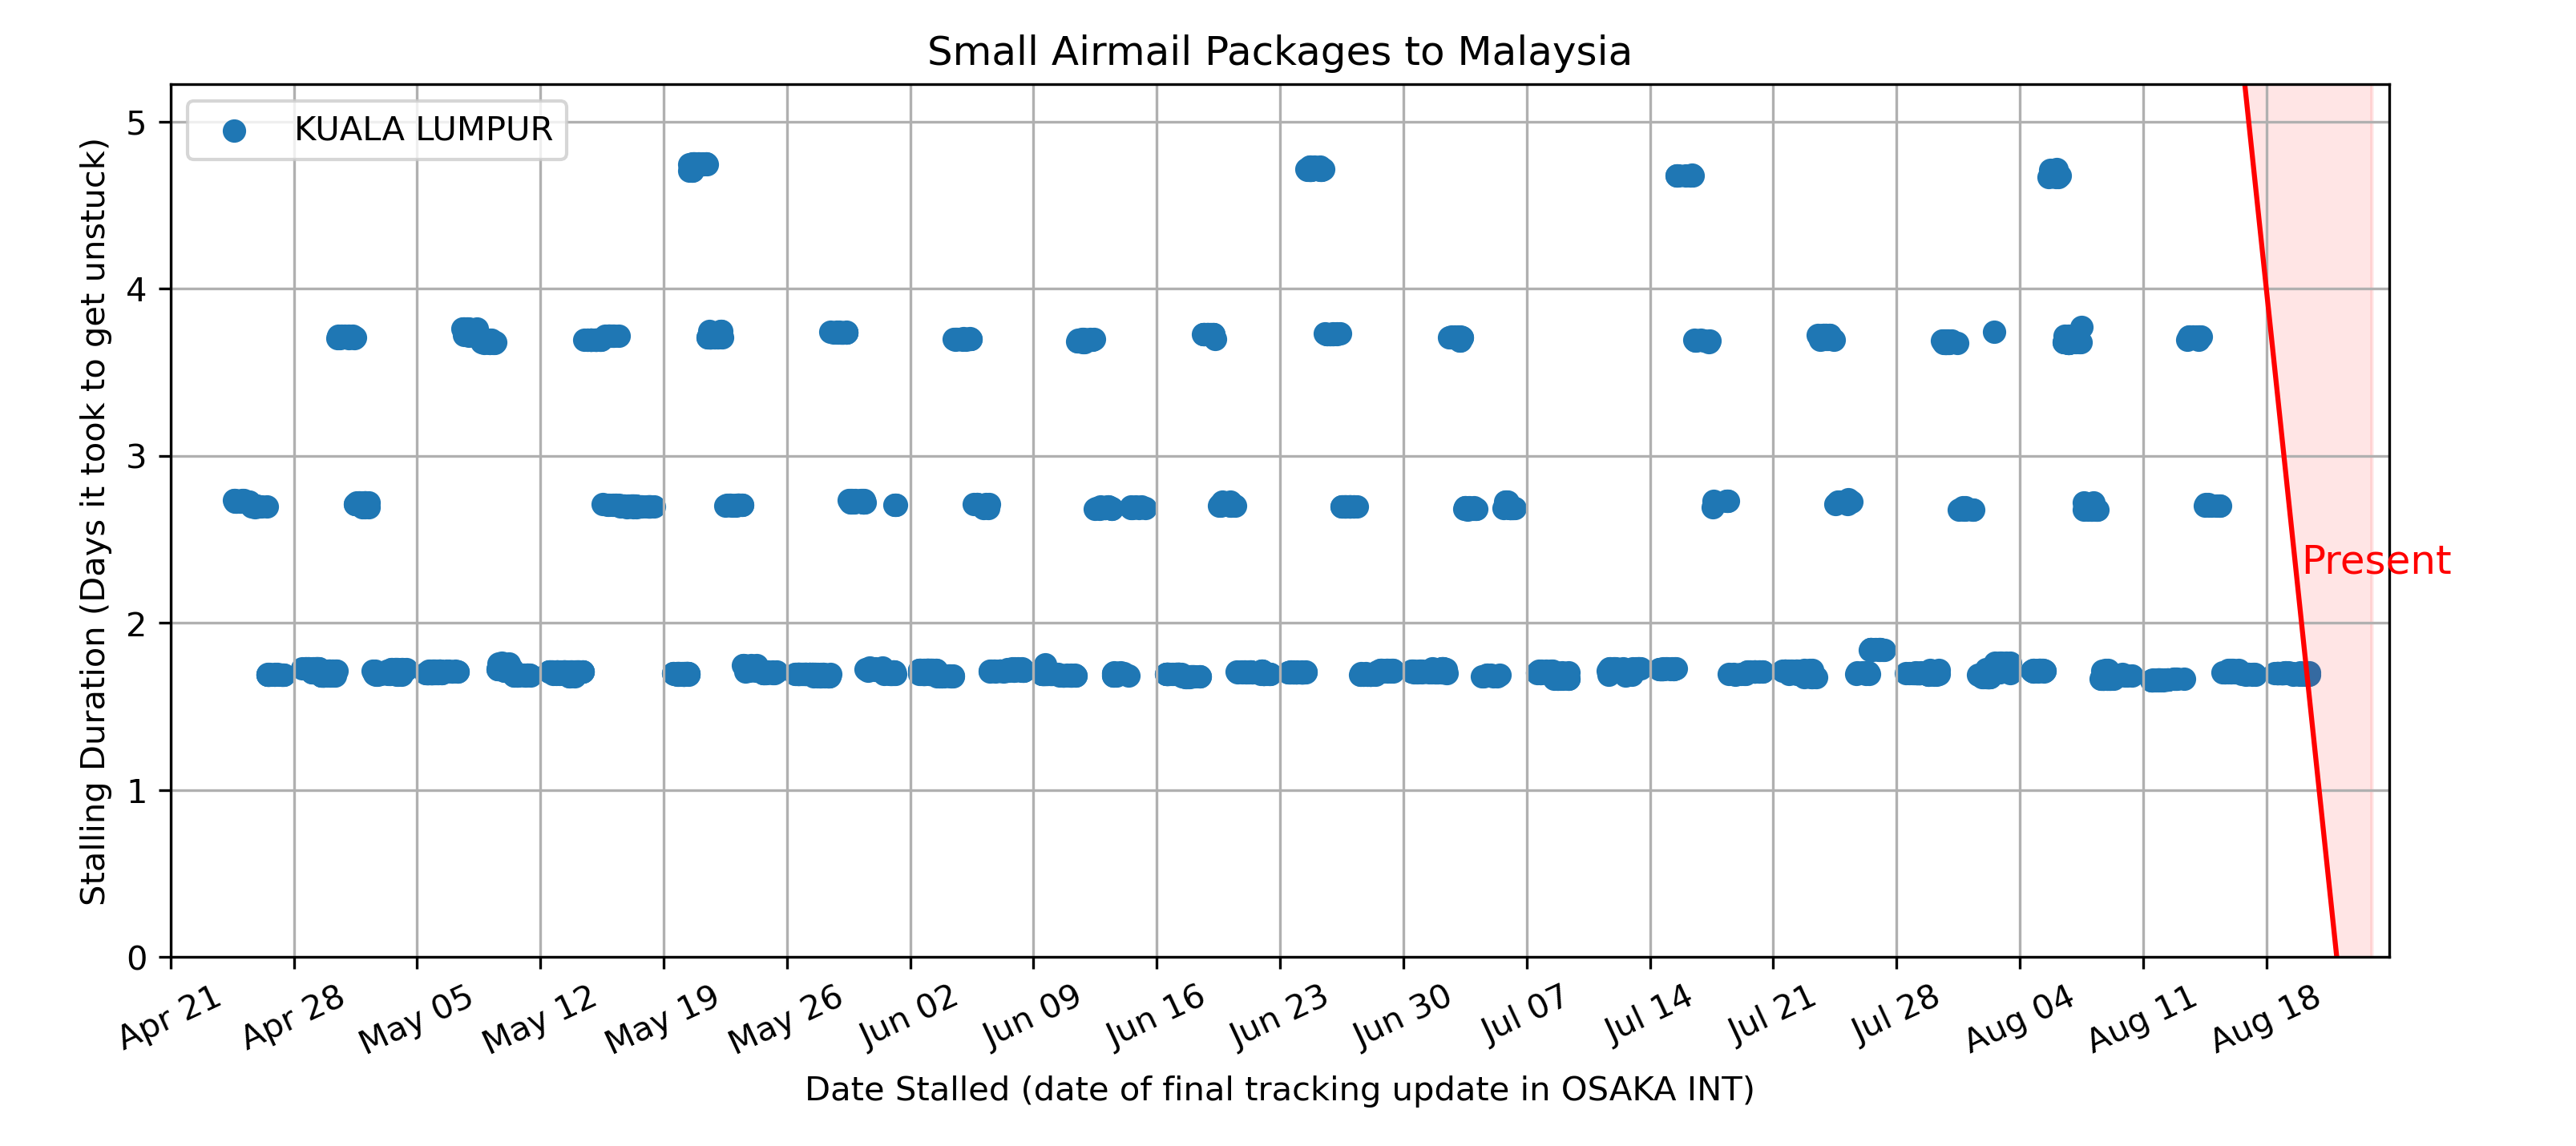 Small Airmail Packages to Malaysia
KUALA LUMPUR
Stalling Duration (Days it took to get unstuck)
5
4
3
2
1
0
Present
Apr 21
Apr 28
May 05
May 12
May 19
May 26
Jun 02
Jun 09
Jun 16
Jun 23
Jun 30
Jul 07
Jul 14
Jul 21
Jul 28
Aug 04
Aug 11
Aug 18
Date Stalled (date of final tracking update in OSAKA INT)